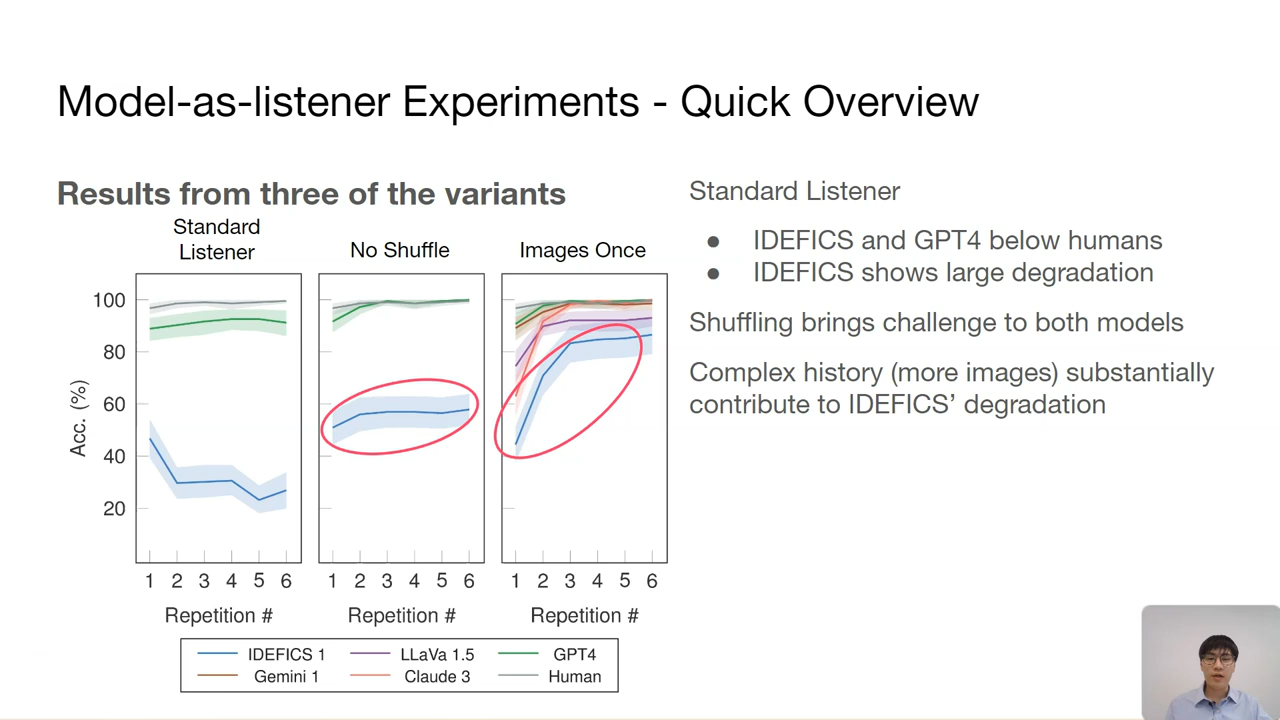 Model-as-listener Experiments - Quick Overview
Results from three of the variants
Standard
Listener
No Shuffle
Images Once
100
80
60
40
20
Acc. (%)
1 2 3 4 5 6
1 2 3 4 5 6
1 2 3 4 5 6
Repetition #
Repetition #
Repetition #
IDEFICS 1
LLaVa 1.5
GPT4
Gemini 1
Claude 3
Human
Standard Listener
● IDEFICS and GPT4 below humans
● IDEFICS shows large degradation
Shuffling brings challenge to both models
Complex history (more images) substantially
contribute to IDEFICS’ degradation